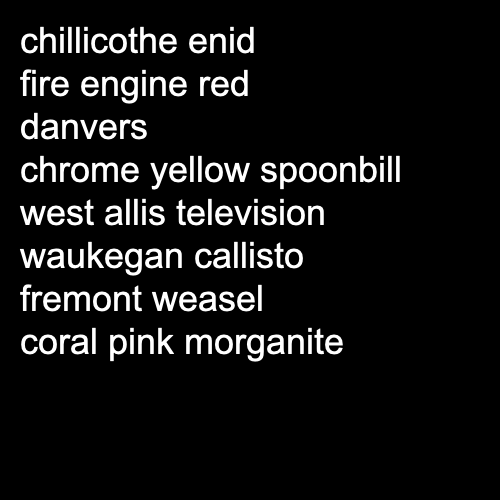 chillicothe enid
fire engine red
danvers
chrome yellow spoonbill
west allis television
waukegan callisto
fremont weasel
coral pink morganite